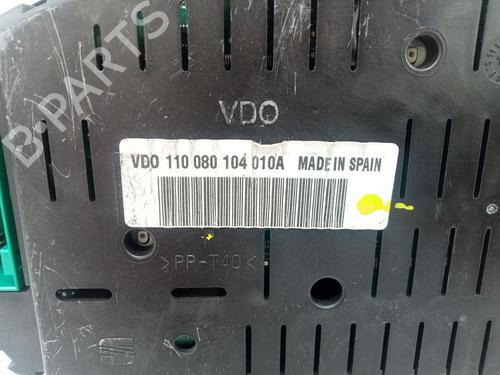 B-PARTS
VDO
VDO 110 080 104 010A MADE IN SPAIN
>PP-T40<